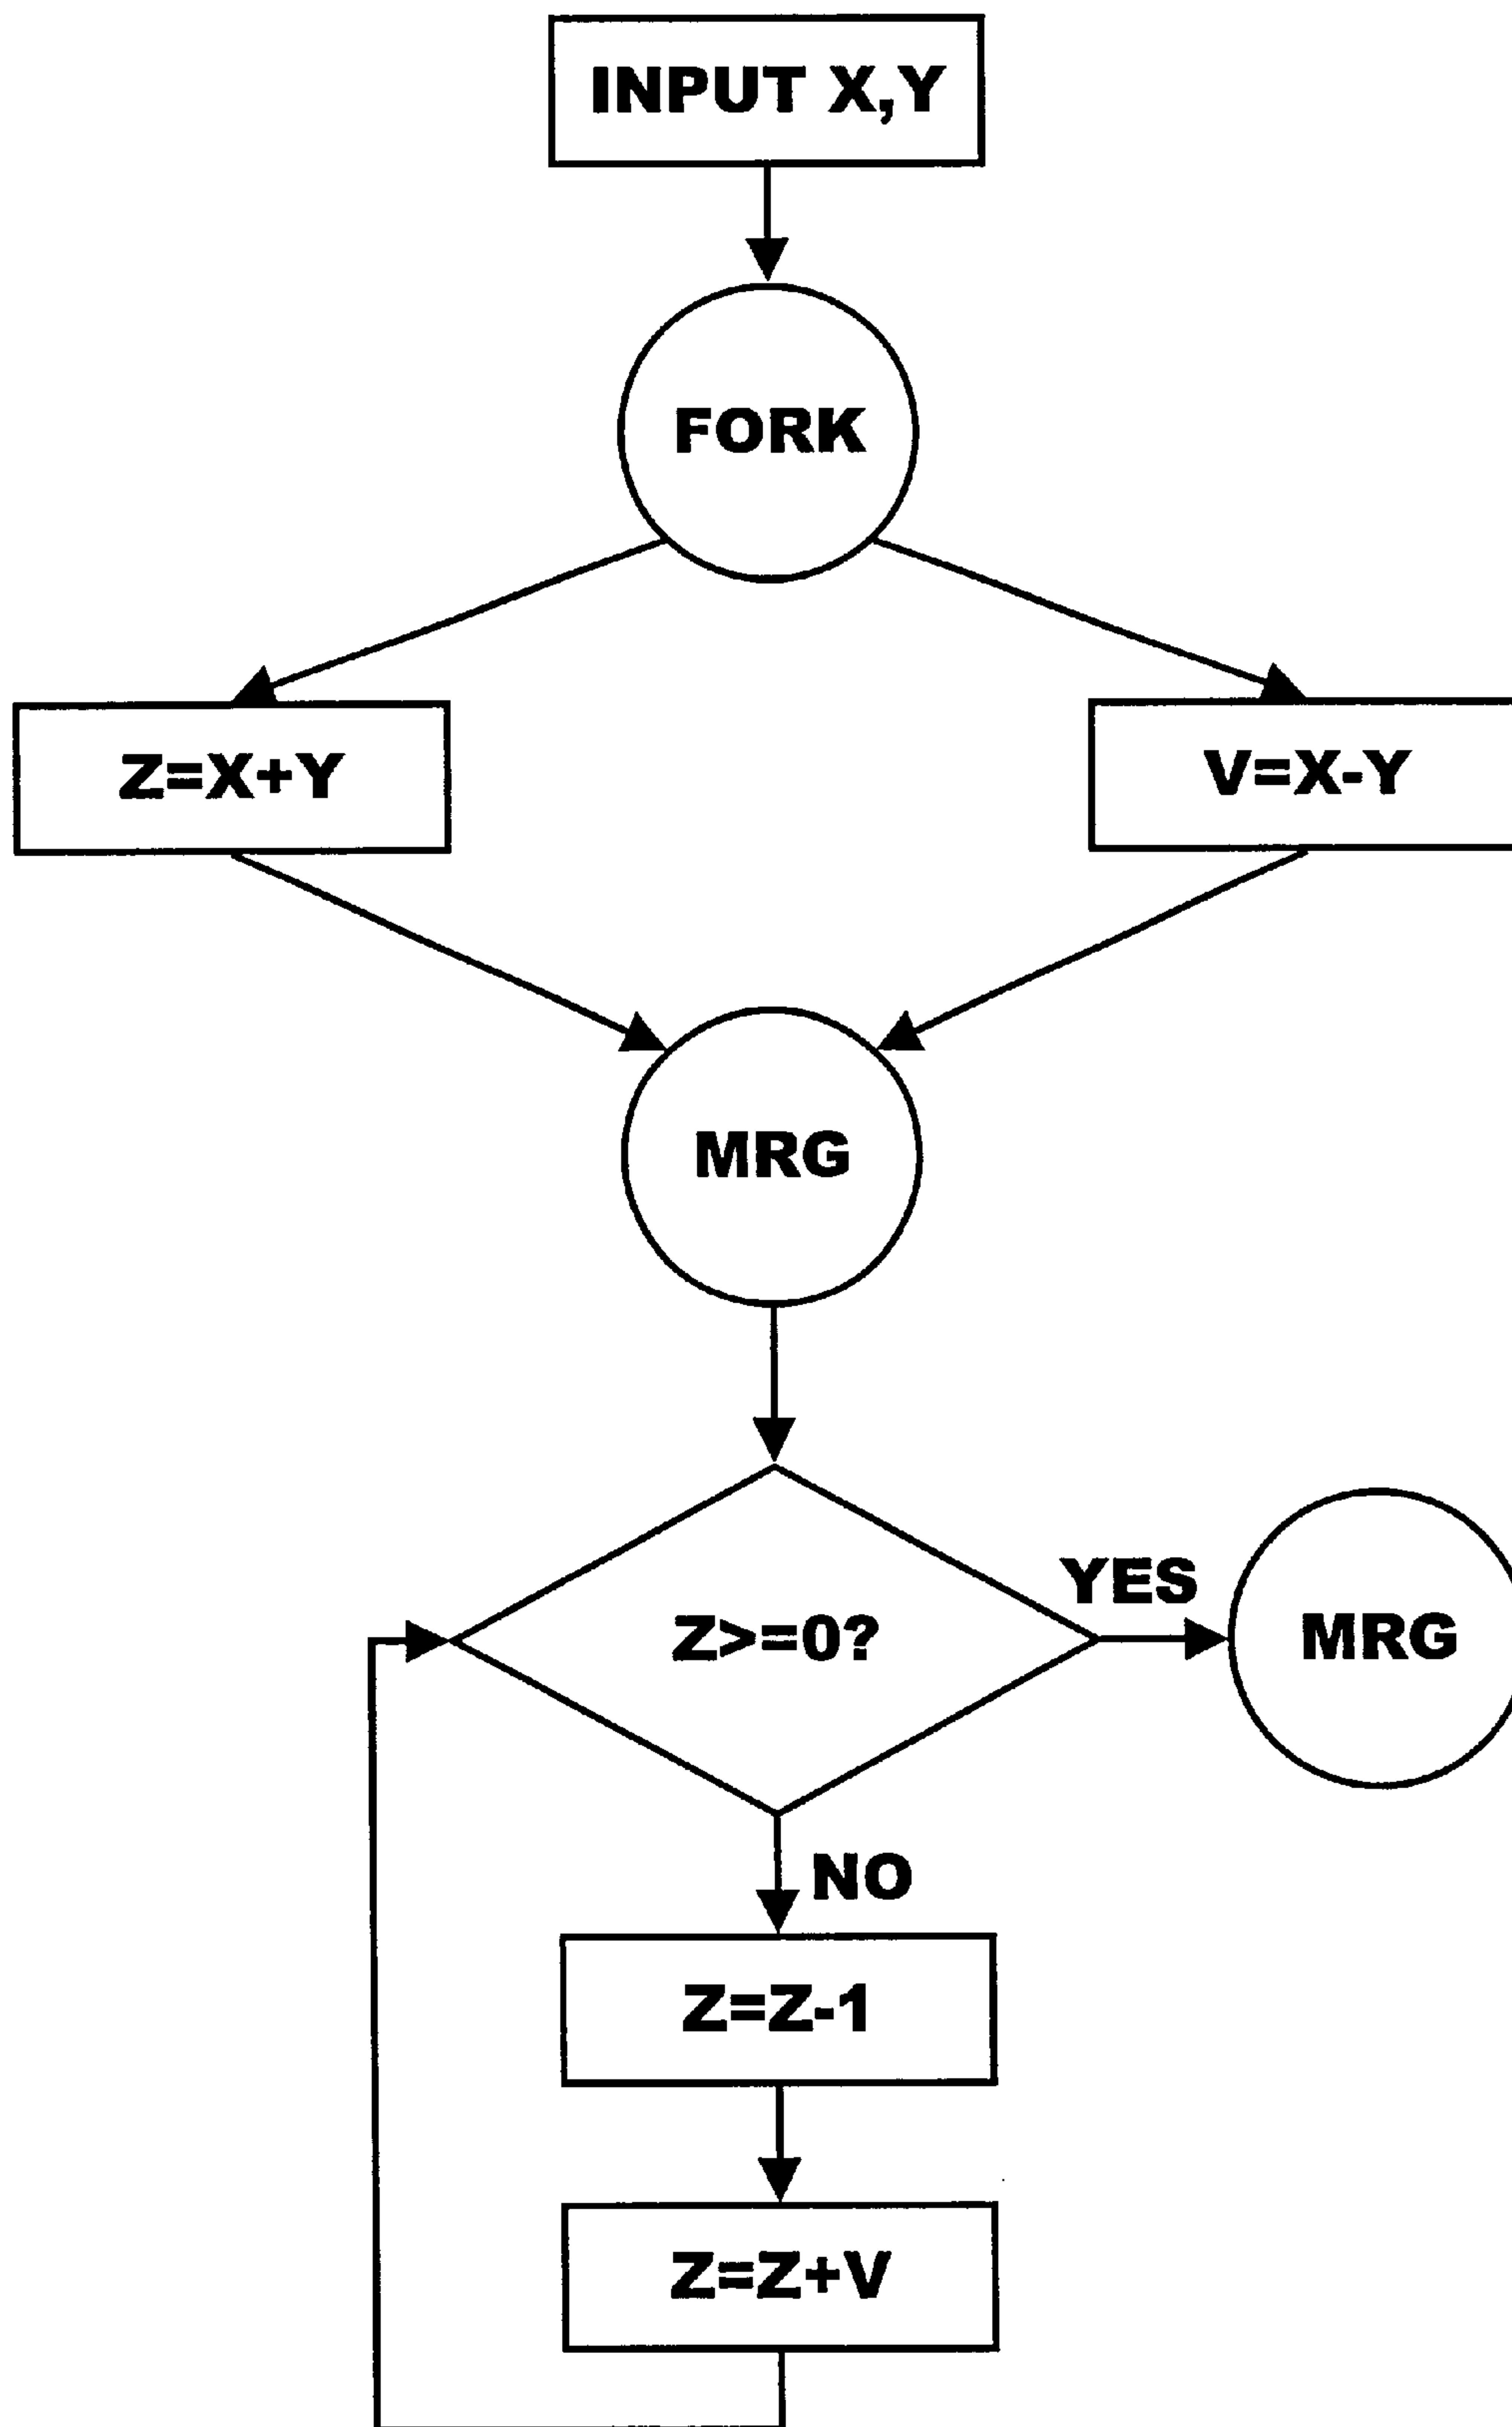 INPUT X,Y
FORK
Z=X+Y
V=X-Y
MRG
Z>=0?
YES
MRG
NO
Z=Z-1
Z=Z+V